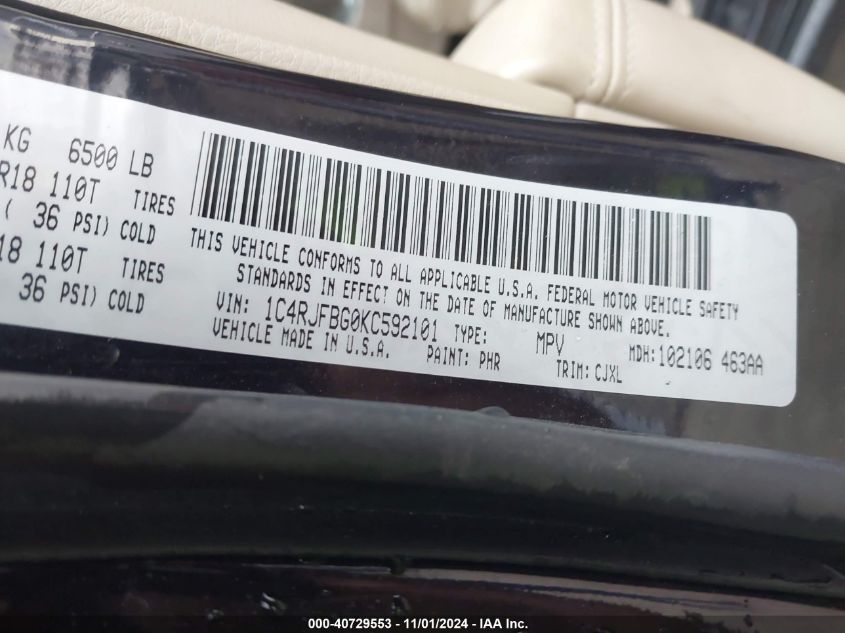 KG 6500 LB
R18 110T TIRES
( 36 PSI) COLD
18 110T TIRES
36 PSI) COLD
THIS VEHICLE CONFORMS TO ALL APPLICABLE U.S.A. FEDERAL MOTOR VEHICLE SAFETY
STANDARDS IN EFFECT ON THE DATE OF MANUFACTURE SHOWN ABOVE.
VIN: 1C4RJFBG0KC592101 TYPE: MPV MDH:102106 463AA
VEHICLE MADE IN U.S.A. PAINT: PHR TRIM: CJXL
000-40729553 - 11/01/2024 - IAA Inc.